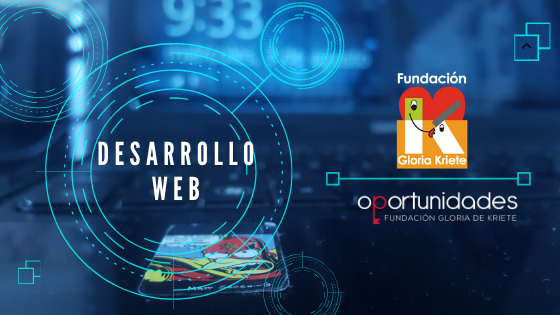 9:33
DESARROLLO
WEB
Fundación
Gloria Kriete
oportunidades
FUNDACIÓN GLORIA DE KRIETE